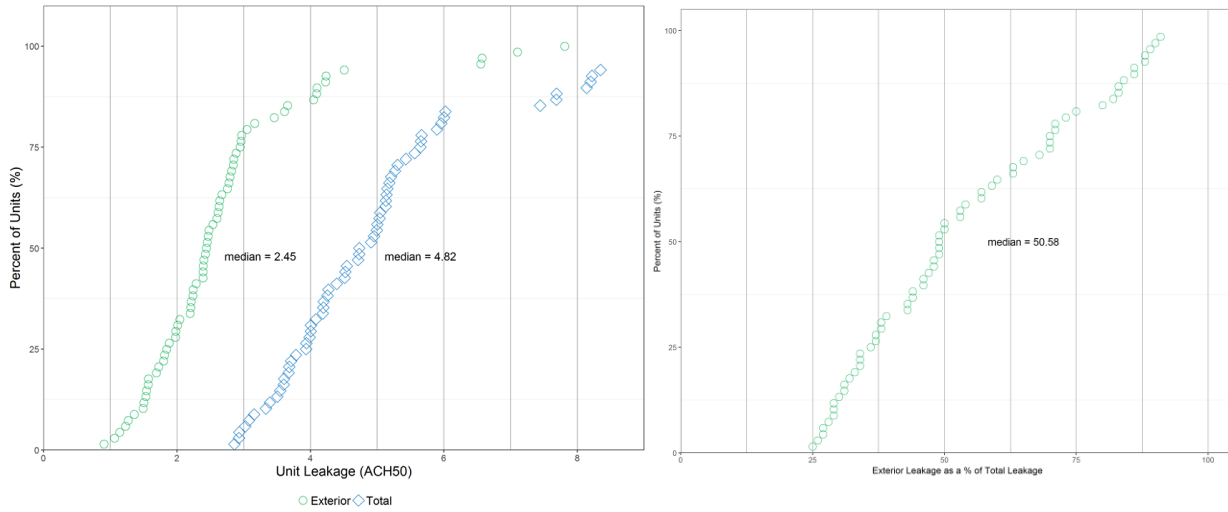 100
75
50
25
0
Percent of Units (%)
median = 2.45
median = 4.82
0
2
4
6
8
Unit Leakage (ACH50)
Exterior
Total
100
75
50
25
0
Percent of Units (%)
median = 50.58
0
25
50
75
100
Exterior Leakage as a % of Total Leakage